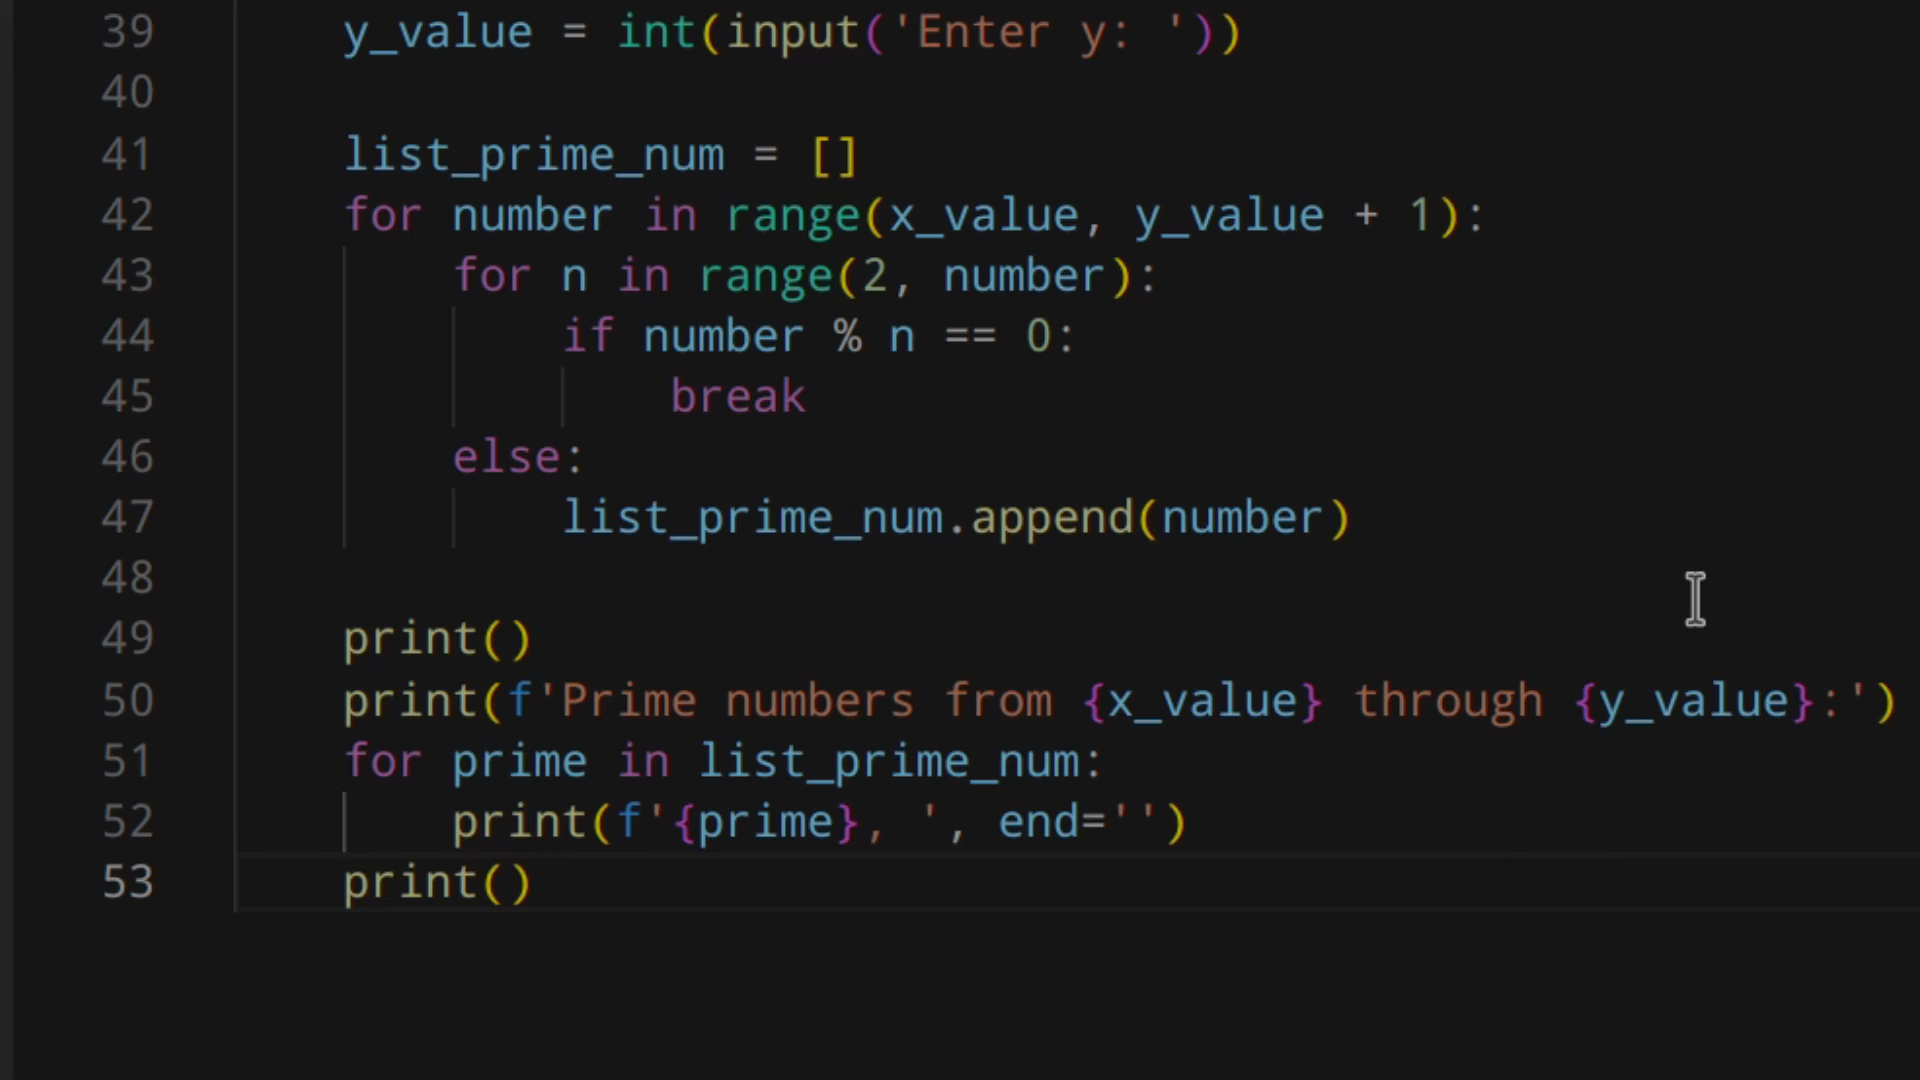 39 y_value = int(input('Enter y: '))
40
41 list_prime_num = []
42 for number in range(x_value, y_value + 1):
43 for n in range(2, number):
44 if number % n == 0:
45 break
46 else:
47 list_prime_num.append(number)
48
49 print()
50 print(f'Prime numbers from {x_value} through {y_value}:')
51 for prime in list_prime_num:
52 print(f'{prime}, ', end='')
53 print()